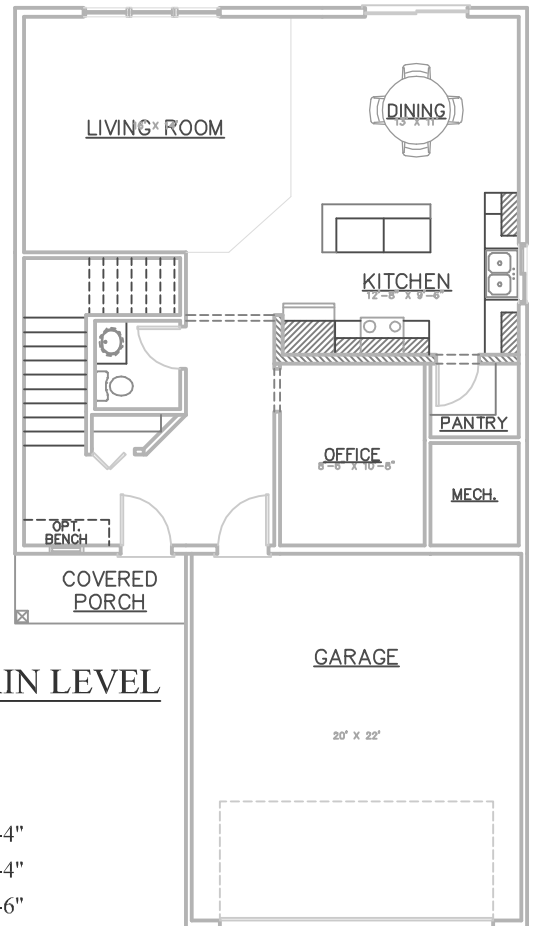 DINING
13' X 11'
LIVING ROOM
KITCHEN
12'-8" X 9'-6"
PANTRY
OFFICE
MECH.
OPT.
BENCH
COVERED
PORCH
GARAGE
20' X 22'
LEVEL
-4"
-4"
-6"